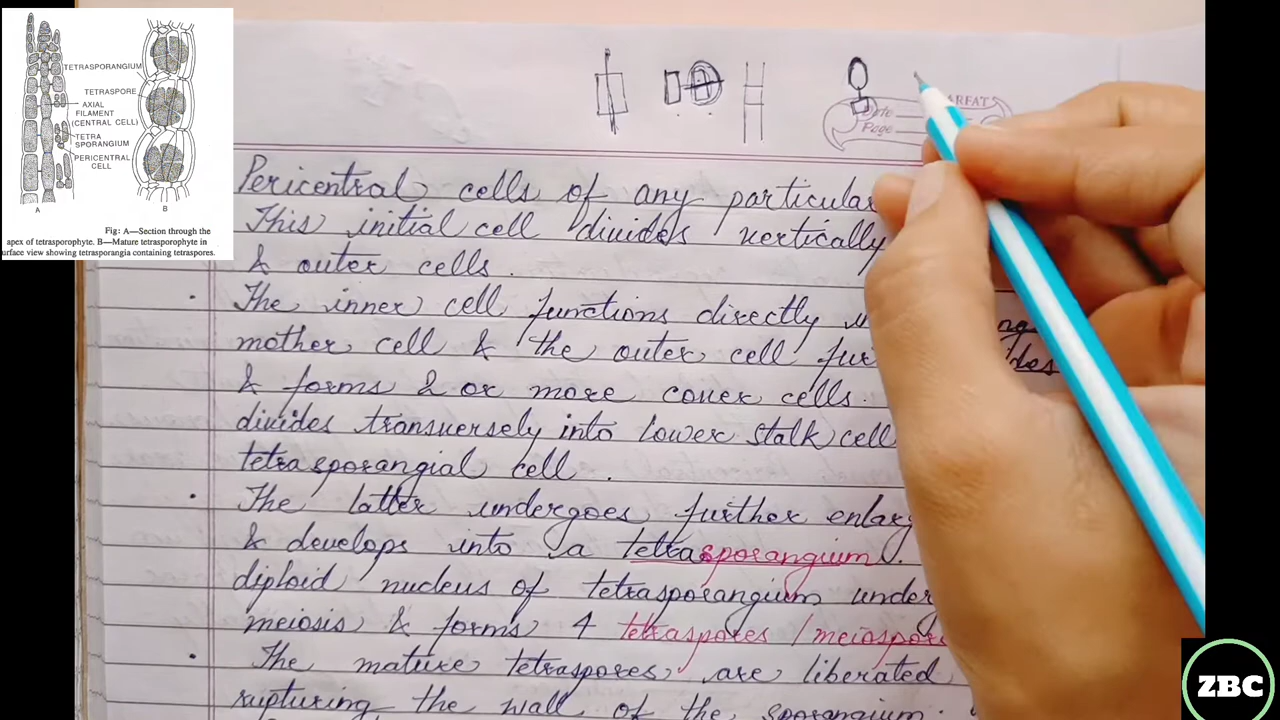 TETRASPORANGIUM
TETRASPORE
AXIAL
FILAMENT
(CENTRAL CELL)
TETRA
SPORANGIUM
PERICENTRAL
CELL
A
B
Fig: A—Section through the
apex of tetrasporophyte. B—Mature tetrasporophyte in
urface view showing tetrasporangia containing tetraspores.
ARFAT
Date
Page
Pericentral cells of any particular
This initial cell divides vertically
& outer cells.
• The inner cell functions directly
mother cell & the outer cell
& forms 2 or more cover cells.
divides transversely into lower stalk cell
tetrasporangial cell.
• The latter undergoes further
& develops into a tetrasporangium.
diploid nucleus of tetrasporangium
meiosis & forms 4 tetraspores /
• The mature tetraspores, are liberated
rupturing the wall of the sporangium.
ZBC